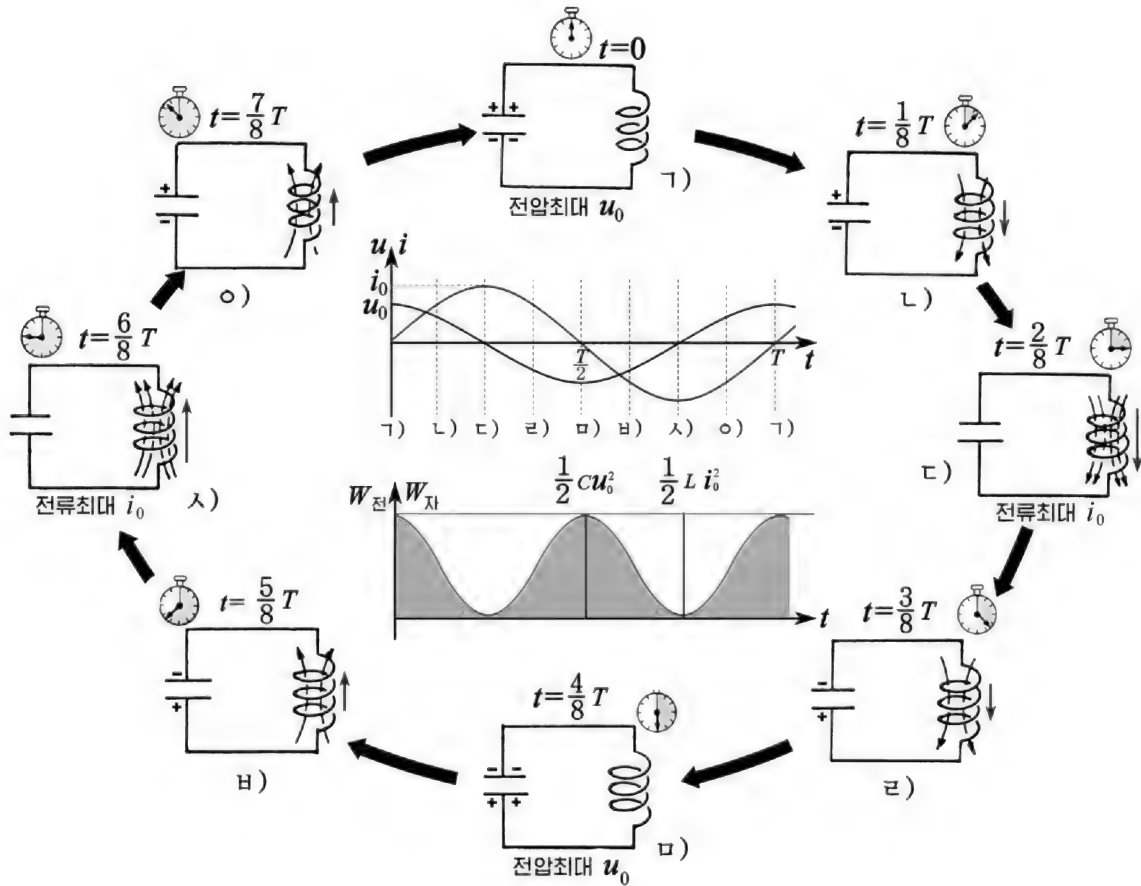 t=0
+ +
- -
ㄱ)
전압최대 u₀
t=1/8 T
+
-
ㄴ)
t=2/8 T
ㄷ)
전류최대 i₀
t=3/8 T
-
+
ㄹ)
t=4/8 T
- -
+ +
ㅁ)
전압최대 u₀
t=5/8 T
-
+
ㅂ)
t=6/8 T
전류최대 i₀
ㅅ)
t=7/8 T
+
-
ㅇ)
u i
i₀
u₀
T/2
T
t
ㄱ) ㄴ) ㄷ) ㄹ) ㅁ) ㅂ) ㅅ) ㅇ) ㄱ)
W전 W자
1/2 Cu₀² 1/2 L i₀²
t